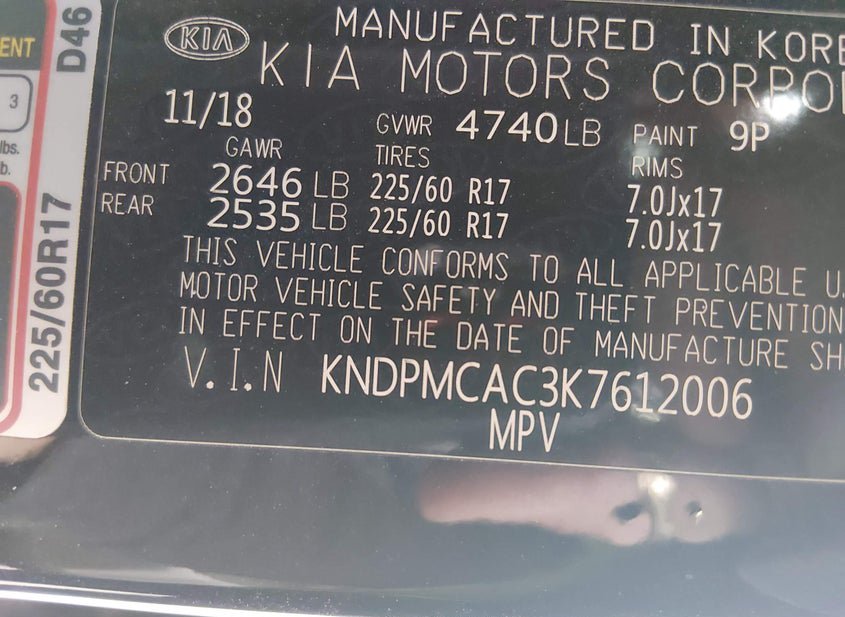 ENT
D46
3
lbs.
b.
225/60R17
KIA
MANUFACTURED IN KORE
KIA MOTORS CORPO
11/18
GVWR 4740LB PAINT 9P
GAWR TIRES RIMS
FRONT 2646 LB 225/60 R17 7.0Jx17
REAR 2535 LB 225/60 R17 7.0Jx17
THIS VEHICLE CONFORMS TO ALL APPLICABLE U.
MOTOR VEHICLE SAFETY AND THEFT PREVENTION
IN EFFECT ON THE DATE OF MANUFACTURE SH
V.I.N KNDPMCAC3K7612006
MPV